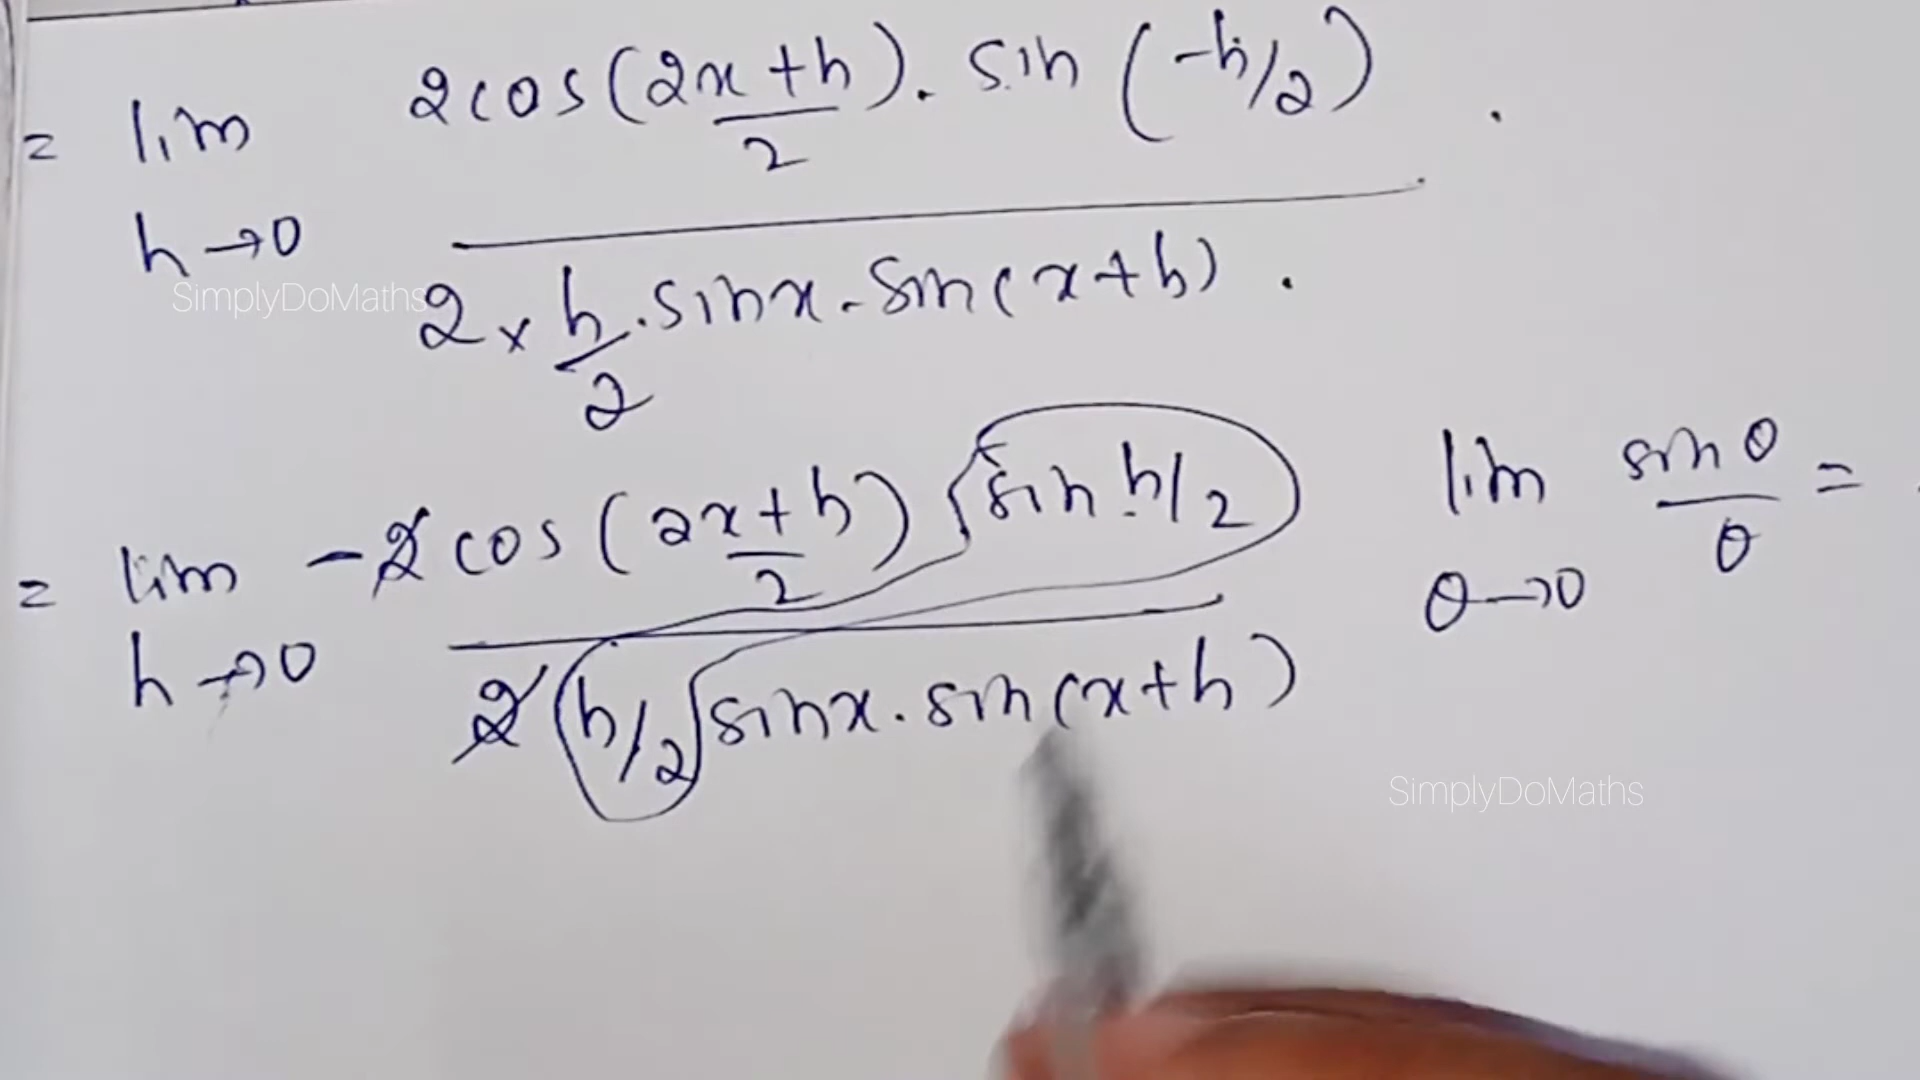 2cos(2x+h/2). sin (-h/2) .
= lim
h→0
2 x h/2 . sinx . sin(x+h) .
SimplyDoMaths
= lim -2cos(2x+h/2) sin h/2
h→0 2 (h/2) sinx . sin(x+h)
lim sinθ/θ =
θ→0
SimplyDoMaths